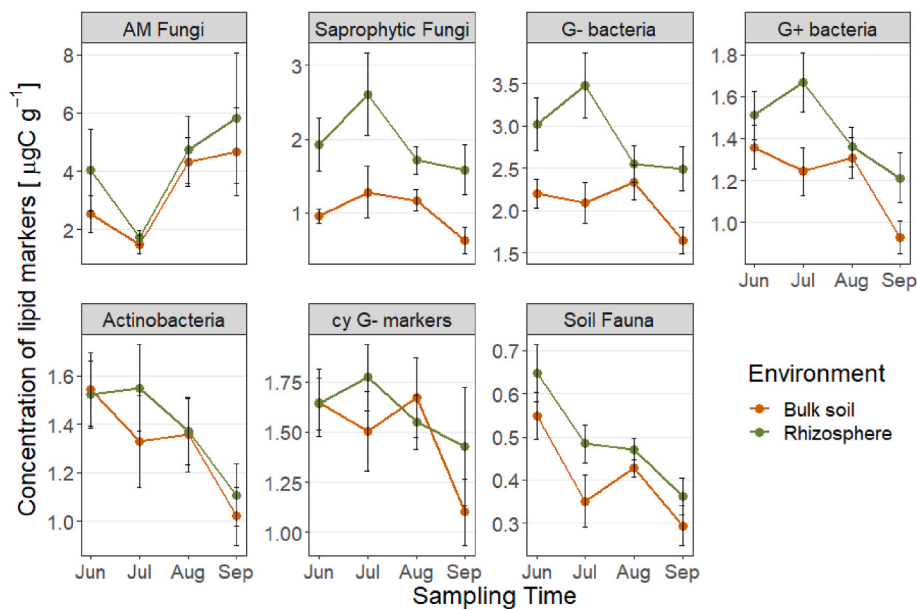 AM Fungi
Saprophytic Fungi
G- bacteria
G+ bacteria
8
6
4
2
3
2
1
3.5
3.0
2.5
2.0
1.8
1.6
1.4
1.2
1.0
Jun Jul Aug Sep
Actinobacteria
cy G- markers
Soil Fauna
1.6
1.4
1.2
1.0
1.75
1.50
1.25
1.00
0.7
0.6
0.5
0.4
0.3
Jun Jul Aug Sep
Jun Jul Aug Sep
Jun Jul Aug Sep
Concentration of lipid markers [ µgC g⁻¹]
Sampling Time
Environment
Bulk soil
Rhizosphere